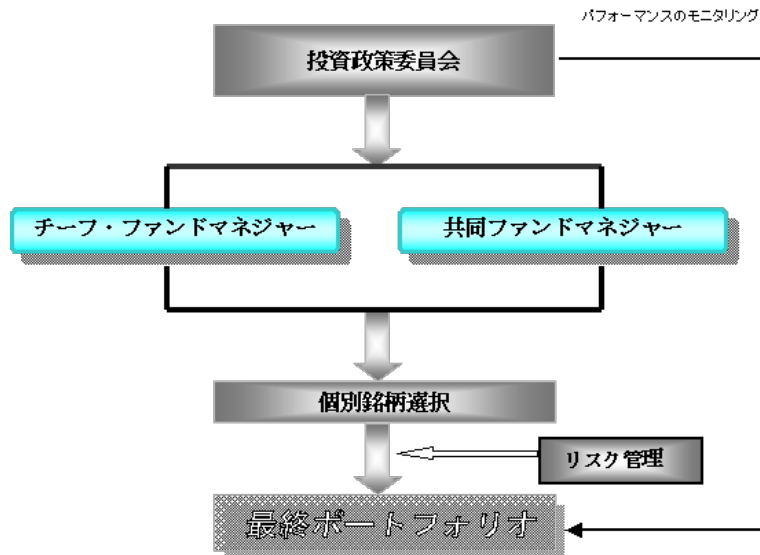 パフォーマンスのモニタリング
投資政策委員会
チーフ・ファンドマネジャー
共同ファンドマネジャー
個別銘柄選択
リスク管理
最終ポートフォリオ